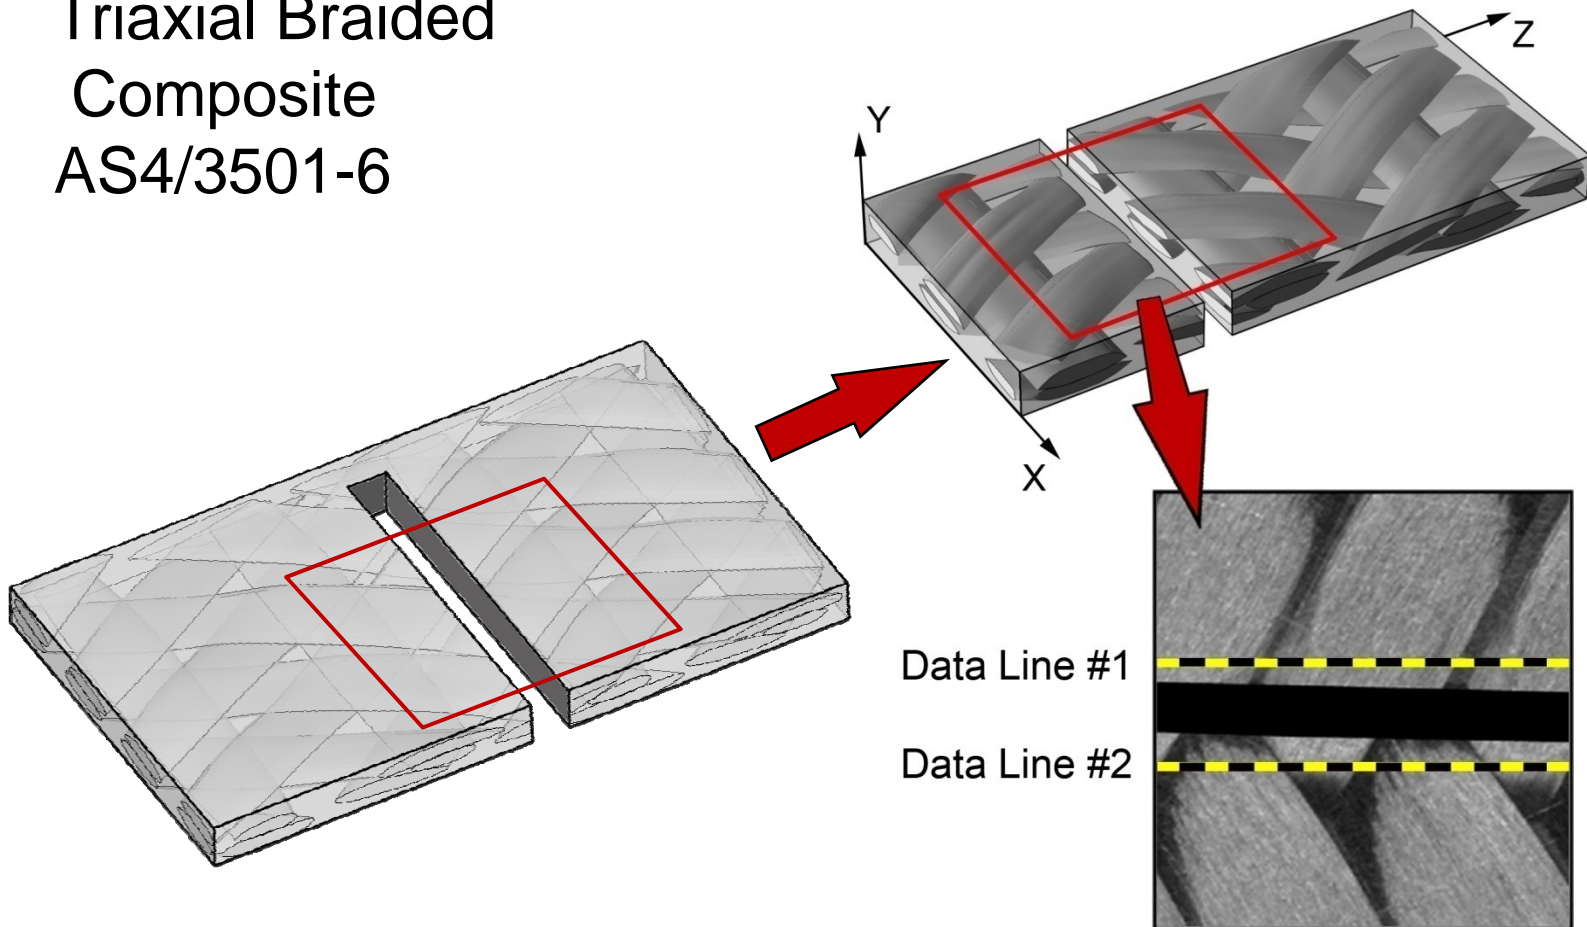 Triaxial Braided
Composite
AS4/3501-6
Z
Y
X
Data Line #1
Data Line #2